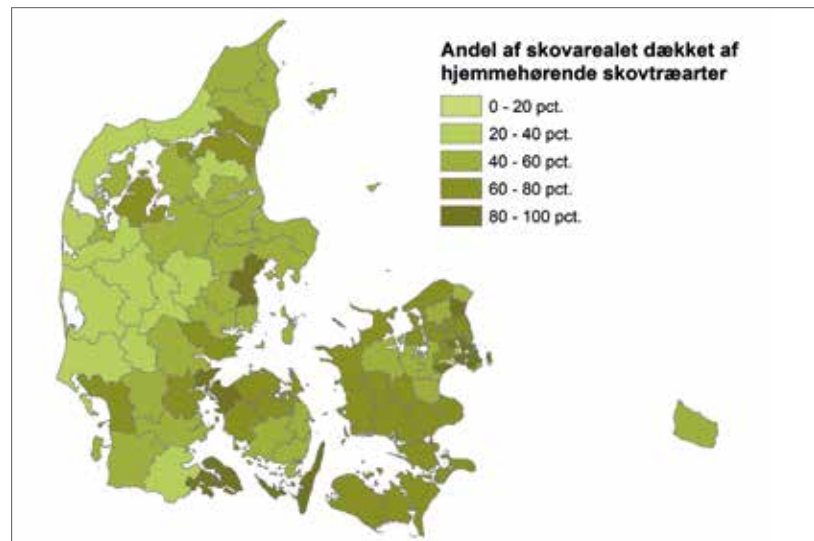 Andel af skovarealet dækket af
hjemmehørende skovtræarter
0 - 20 pct.
20 - 40 pct.
40 - 60 pct.
60 - 80 pct.
80 - 100 pct.